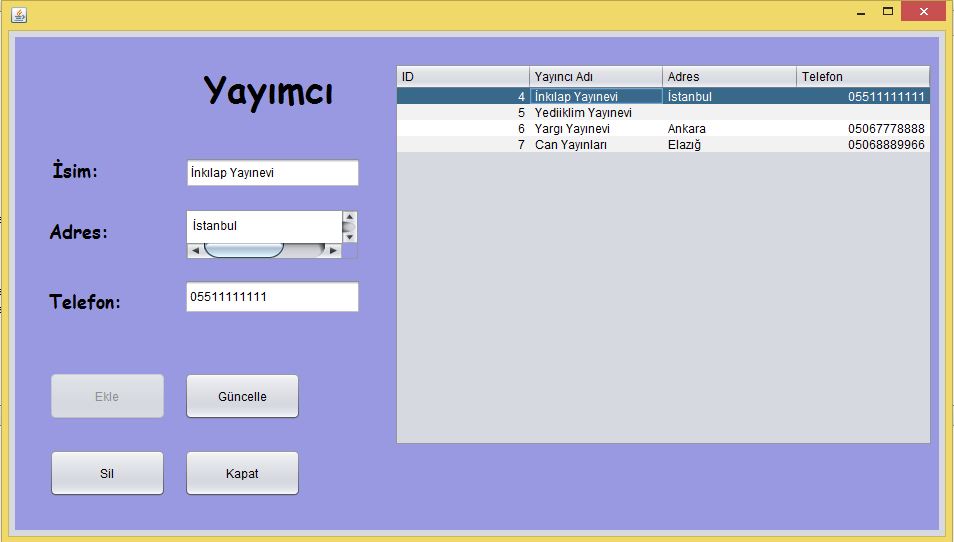 Yayımcı
İsim:
İnkılap Yayınevi
Adres:
İstanbul
Telefon:
05511111111
Ekle
Güncelle
Sil
Kapat
ID Yayıncı Adı Adres Telefon
4 İnkılap Yayınevi İstanbul 05511111111
5 Yediiklim Yayınevi
6 Yargı Yayınevi Ankara 05067778888
7 Can Yayınları Elazığ 05068889966